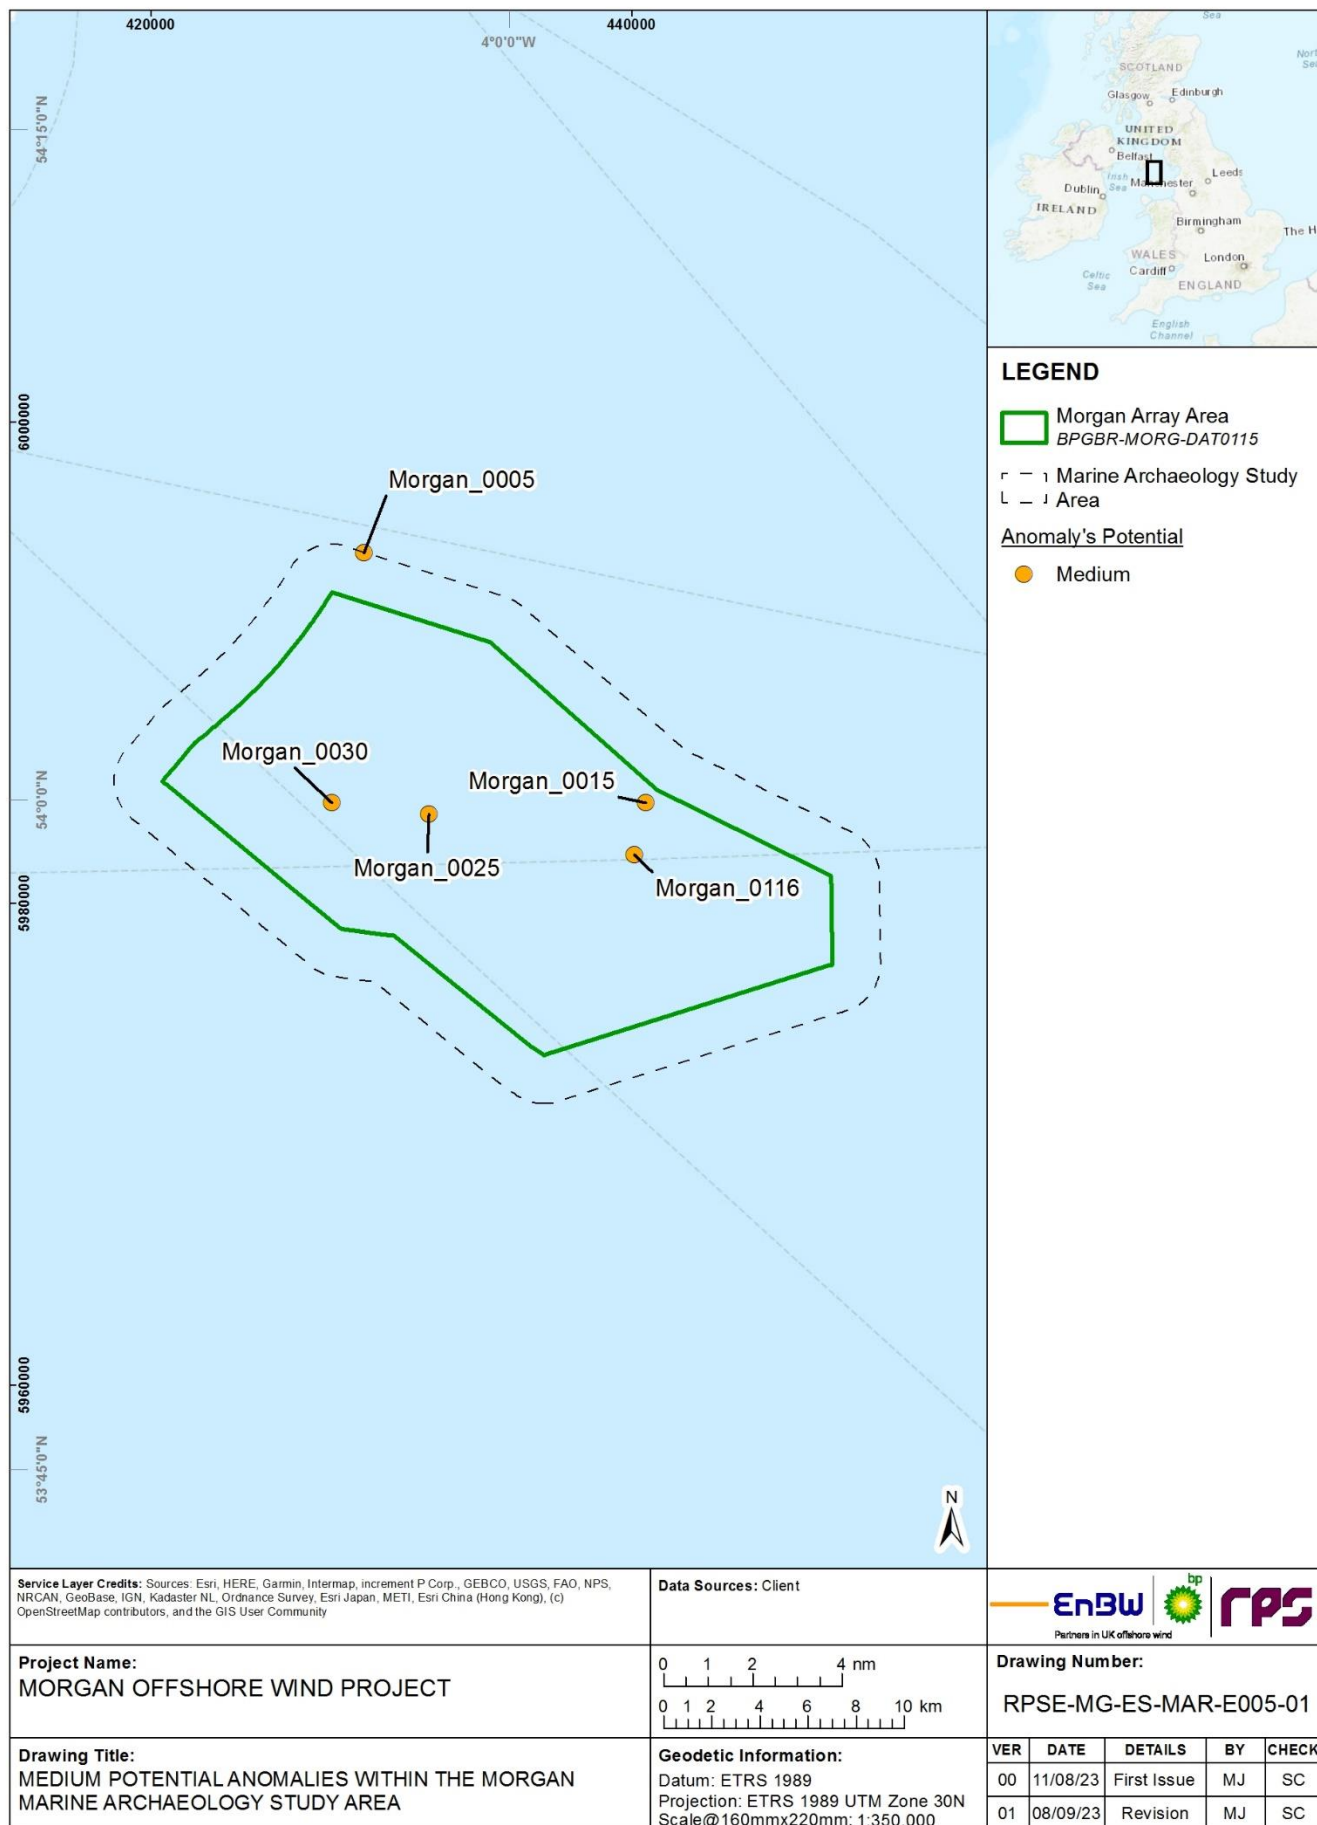 420000
440000
4°0'0"W
54°15'0"N
6000000
54°0'0"N
5980000
5960000
53°45'0"N
Morgan_0005
Morgan_0030
Morgan_0015
Morgan_0025
Morgan_0116
N
Sea
SCOTLAND
Glasgow
Edinburgh
UNITED
KINGDOM
Belfast
Irish
Sea
Leeds
Dublin
IRELAND
Birmingham
The H
WALES
London
Cardiff
Celtic
Sea
ENGLAND
English
Channel
LEGEND
Morgan Array Area
BPGBR-MORG-DAT0115
Marine Archaeology Study
Area
Anomaly's Potential
Medium
Service Layer Credits: Sources: Esri, HERE, Garmin, Intermap, increment P Corp., GEBCO, USGS, FAO, NPS,
NRCAN, GeoBase, IGN, Kadaster NL, Ordnance Survey, Esri Japan, METI, Esri China (Hong Kong), (c)
OpenStreetMap contributors, and the GIS User Community
Data Sources: Client
EnBW
bp
rps
Partners in UK offshore wind
Project Name:
MORGAN OFFSHORE WIND PROJECT
0 1 2 4 nm
0 1 2 4 6 8 10 km
Drawing Number:
RPSE-MG-ES-MAR-E005-01
Drawing Title:
MEDIUM POTENTIAL ANOMALIES WITHIN THE MORGAN
MARINE ARCHAEOLOGY STUDY AREA
Geodetic Information:
Datum: ETRS 1989
Projection: ETRS 1989 UTM Zone 30N
Scale@160mmx220mm: 1:350,000
VER DATE DETAILS BY CHECK
00 11/08/23 First Issue MJ SC
01 08/09/23 Revision MJ SC